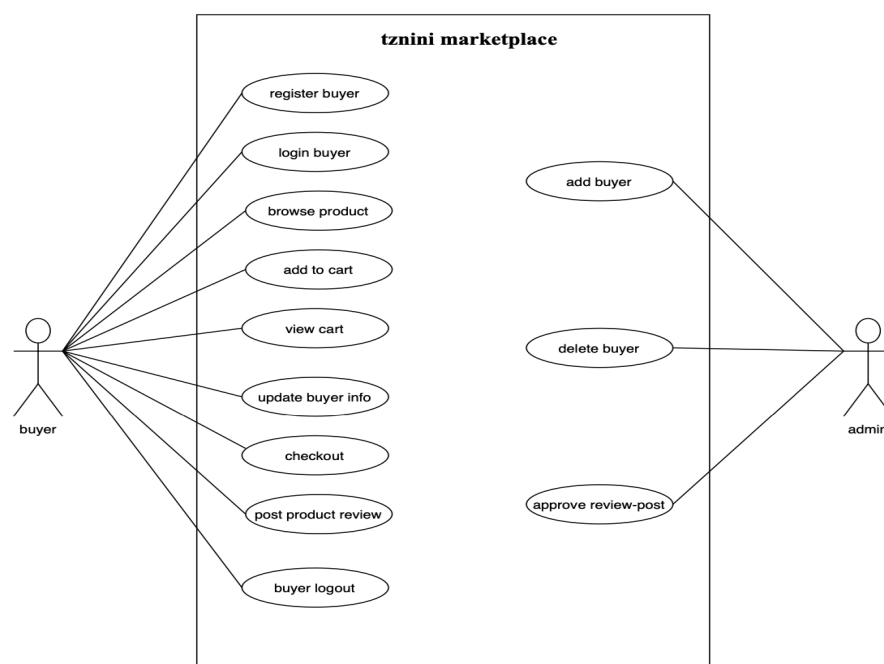 tznini marketplace
register buyer
login buyer
browse product
add to cart
view cart
update buyer info
checkout
post product review
buyer logout
add buyer
delete buyer
approve review-post
buyer
admin